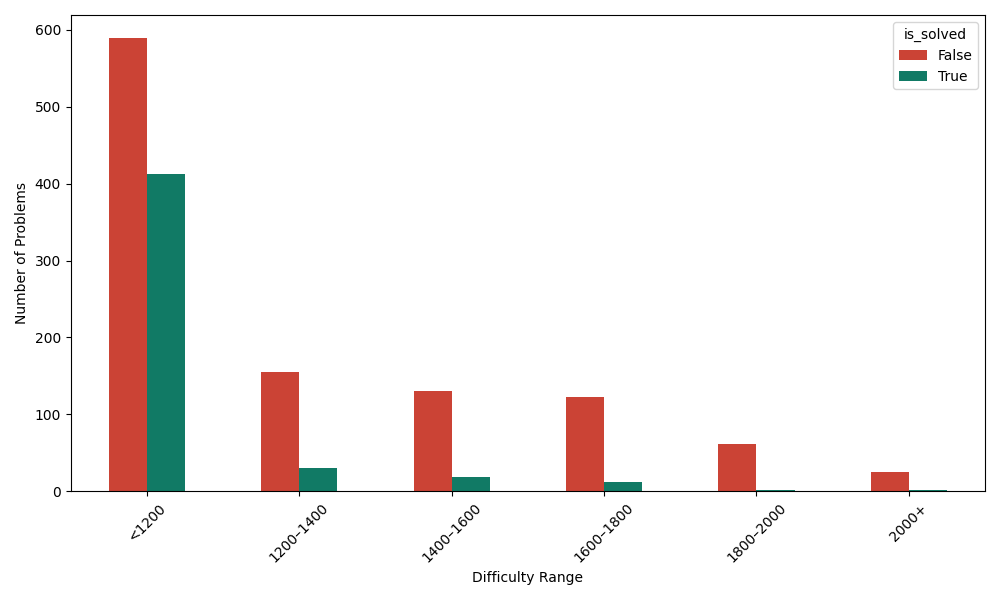 600
500
400
300
200
100
0
Number of Problems
is_solved
False
True
<1200
1200–1400
1400–1600
1600–1800
1800–2000
2000+
Difficulty Range